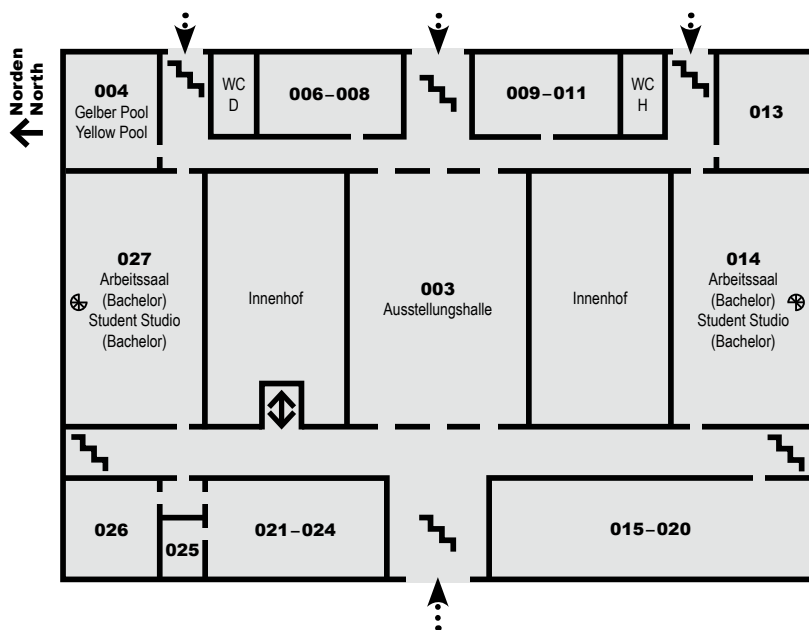 Norden
North
004
Gelber Pool
Yellow Pool
WC
D
006–008
009–011
WC
H
013
027
Arbeitssaal
(Bachelor)
Student Studio
(Bachelor)
Innenhof
003
Ausstellungshalle
Innenhof
014
Arbeitssaal
(Bachelor)
Student Studio
(Bachelor)
026
025
021–024
015–020